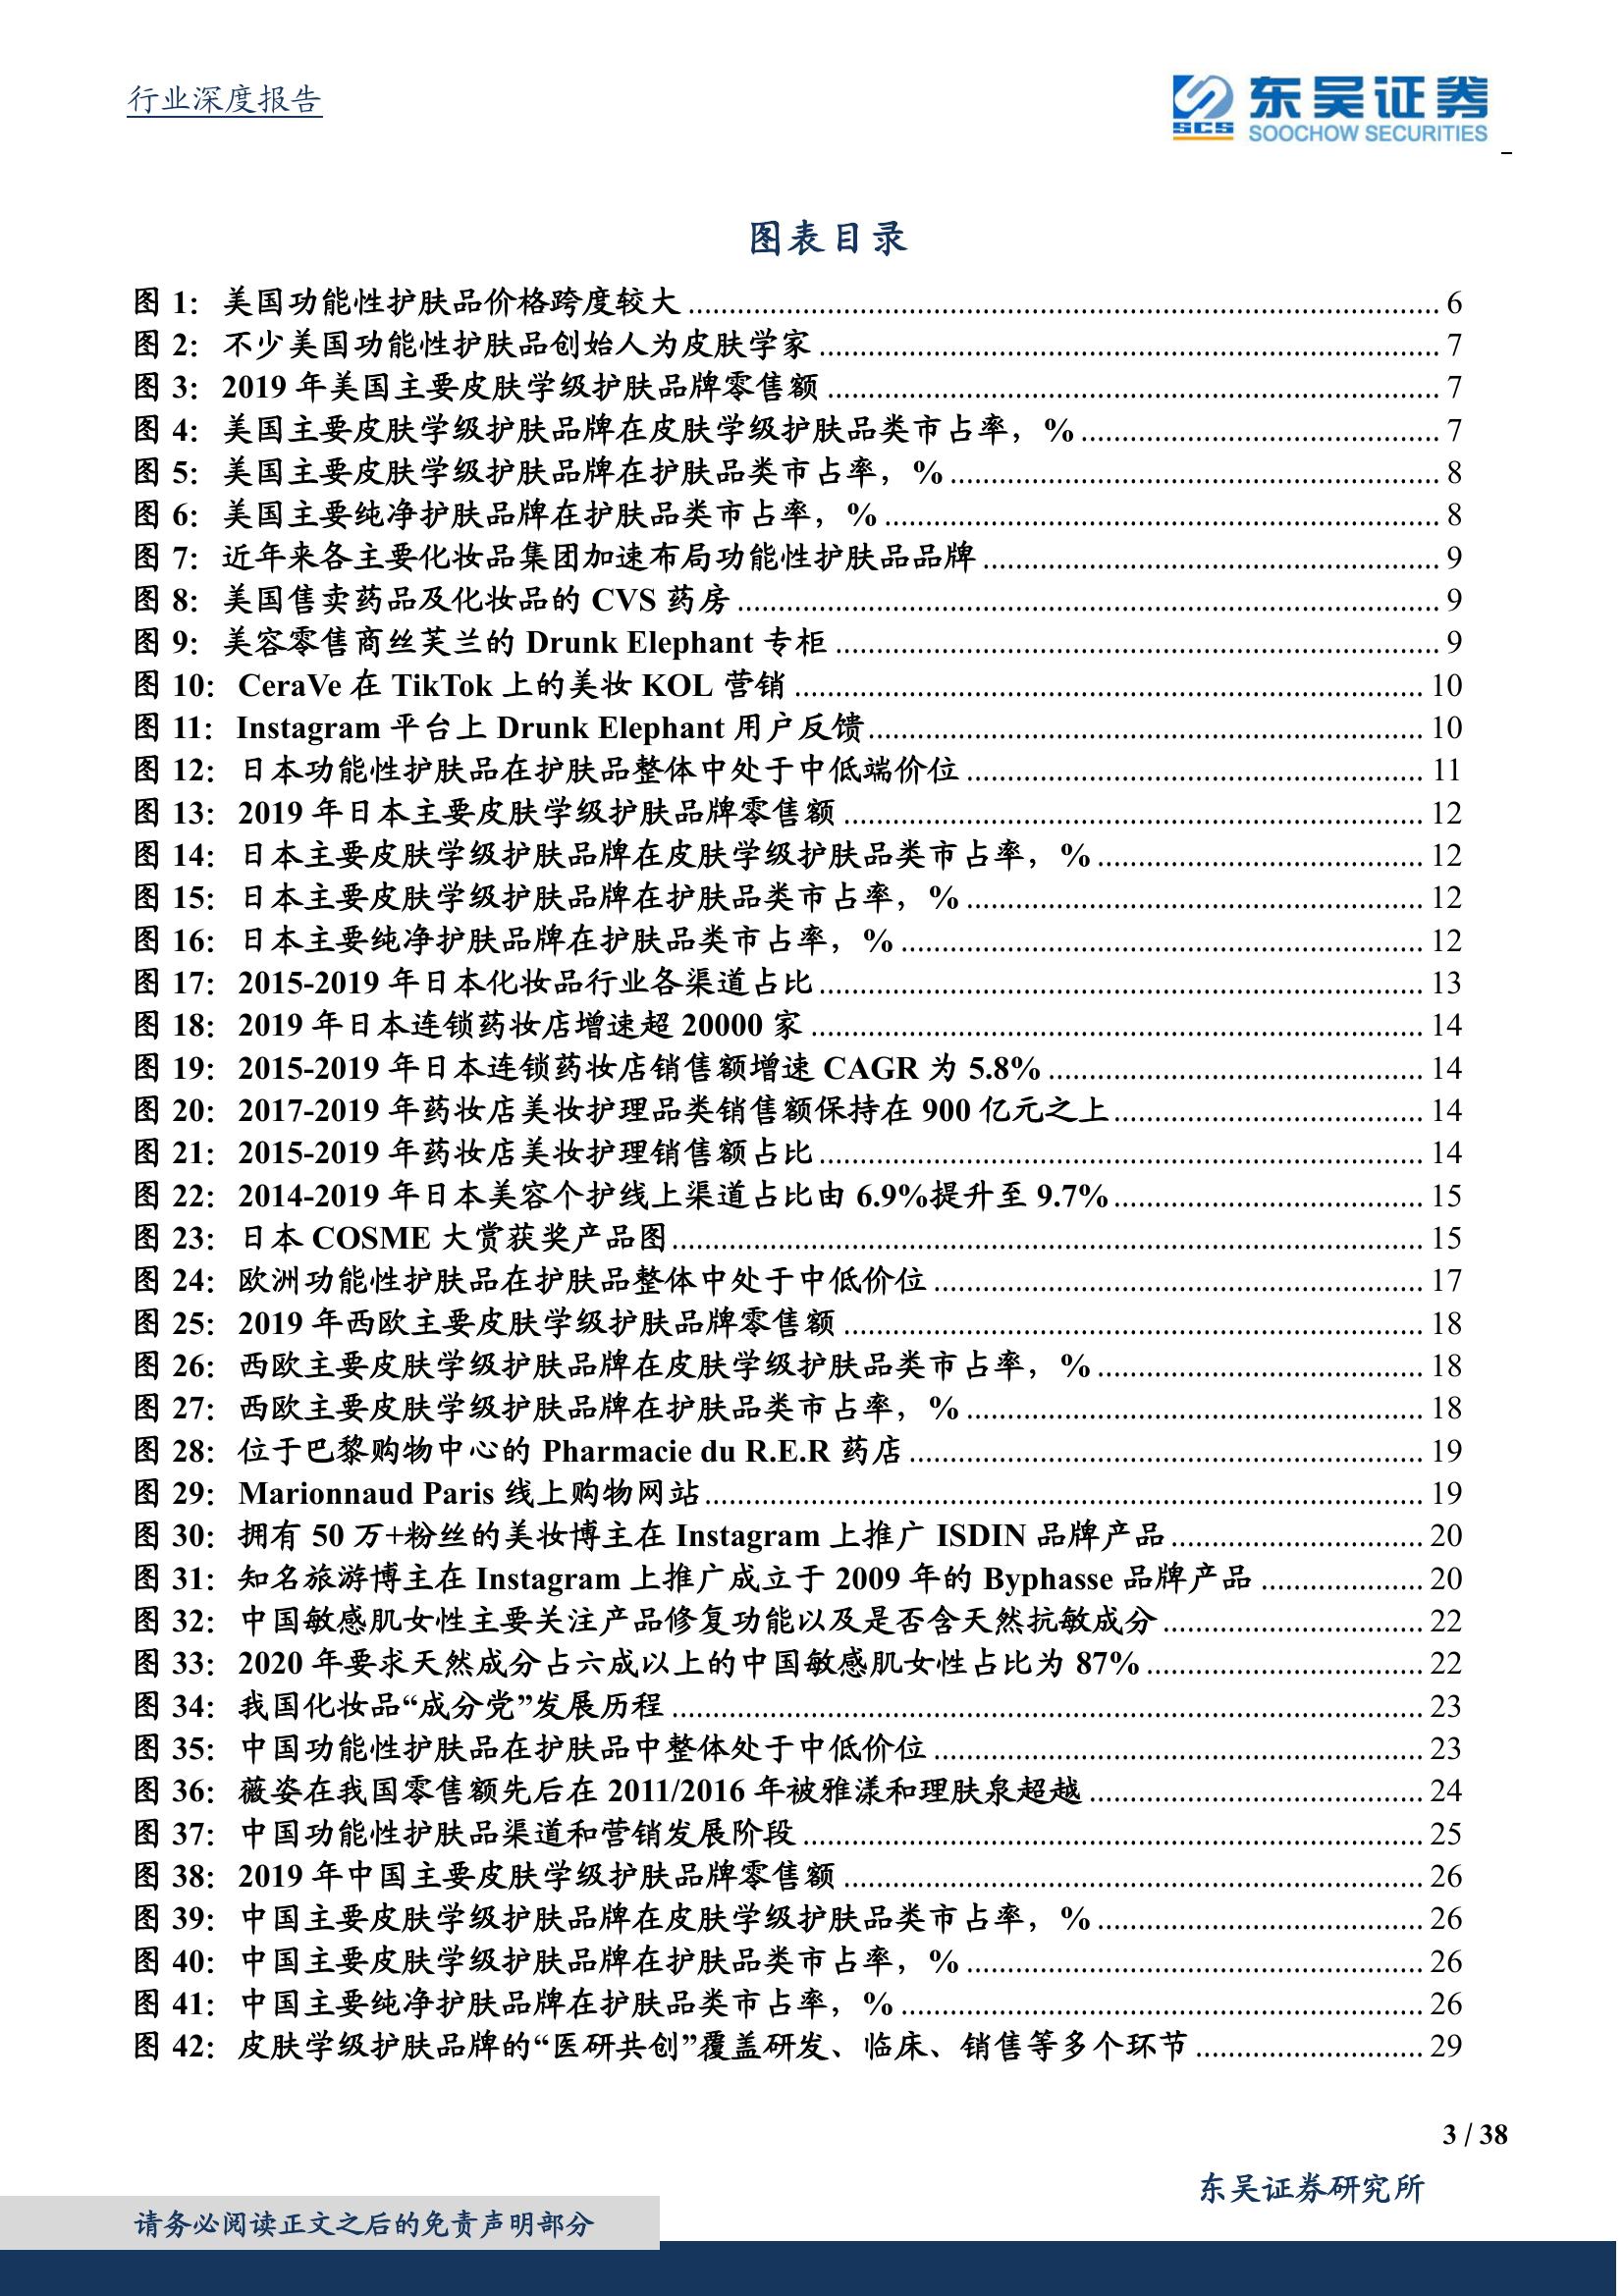 行业深度报告
东吴证券
SCS
SOOCHOW SECURITIES
图表目录
图 1: 美国功能性护肤品价格跨度较大 6
图 2: 不少美国功能性护肤品创始人为皮肤学家 7
图 3: 2019 年美国主要皮肤学级护肤品牌零售额 7
图 4: 美国主要皮肤学级护肤品牌在皮肤学级护肤品类市占率，% 7
图 5: 美国主要皮肤学级护肤品牌在护肤品类市占率，% 8
图 6: 美国主要纯净护肤品牌在护肤品类市占率，% 8
图 7: 近年来各主要化妆品集团加速布局功能性护肤品品牌 9
图 8: 美国售卖药品及化妆品的 CVS 药房 9
图 9: 美容零售商丝芙兰的 Drunk Elephant 专柜 9
图 10: CeraVe 在 TikTok 上的美妆 KOL 营销 10
图 11: Instagram 平台上 Drunk Elephant 用户反馈 10
图 12: 日本功能性护肤品在护肤品整体中处于中低端价位 11
图 13: 2019 年日本主要皮肤学级护肤品牌零售额 12
图 14: 日本主要皮肤学级护肤品牌在皮肤学级护肤品类市占率，% 12
图 15: 日本主要皮肤学级护肤品牌在护肤品类市占率，% 12
图 16: 日本主要纯净护肤品牌在护肤品类市占率，% 12
图 17: 2015-2019 年日本化妆品行业各渠道占比 13
图 18: 2019 年日本连锁药妆店增速超 20000 家 14
图 19: 2015-2019 年日本连锁药妆店销售额增速 CAGR 为 5.8% 14
图 20: 2017-2019 年药妆店美妆护理品类销售额保持在 900 亿元之上 14
图 21: 2015-2019 年药妆店美妆护理销售额占比 14
图 22: 2014-2019 年日本美容个护线上渠道占比由 6.9%提升至 9.7% 15
图 23: 日本 COSME 大赏获奖产品图 15
图 24: 欧洲功能性护肤品在护肤品整体中处于中低价位 17
图 25: 2019 年西欧主要皮肤学级护肤品牌零售额 18
图 26: 西欧主要皮肤学级护肤品牌在皮肤学级护肤品类市占率，% 18
图 27: 西欧主要皮肤学级护肤品牌在护肤品类市占率，% 18
图 28: 位于巴黎购物中心的 Pharmacie du R.E.R 药店 19
图 29: Marionnaud Paris 线上购物网站 19
图 30: 拥有 50 万+粉丝的美妆博主在 Instagram 上推广 ISDIN 品牌产品 20
图 31: 知名旅游博主在 Instagram 上推广成立于 2009 年的 Byphasse 品牌产品 20
图 32: 中国敏感肌女性主要关注产品修复功能以及是否含天然抗敏成分 22
图 33: 2020 年要求天然成分占六成以上的中国敏感肌女性占比为 87% 22
图 34: 我国化妆品“成分党”发展历程 23
图 35: 中国功能性护肤品在护肤品中整体处于中低价位 23
图 36: 薇姿在我国零售额先后在 2011/2016 年被雅漾和理肤泉超越 24
图 37: 中国功能性护肤品渠道和营销发展阶段 25
图 38: 2019 年中国主要皮肤学级护肤品牌零售额 26
图 39: 中国主要皮肤学级护肤品牌在皮肤学级护肤品类市占率，% 26
图 40: 中国主要皮肤学级护肤品牌在护肤品类市占率，% 26
图 41: 中国主要纯净护肤品牌在护肤品类市占率，% 26
图 42: 皮肤学级护肤品牌的“医研共创”覆盖研发、临床、销售等多个环节 29
3 / 38
东吴证券研究所
请务必阅读正文之后的免责声明部分